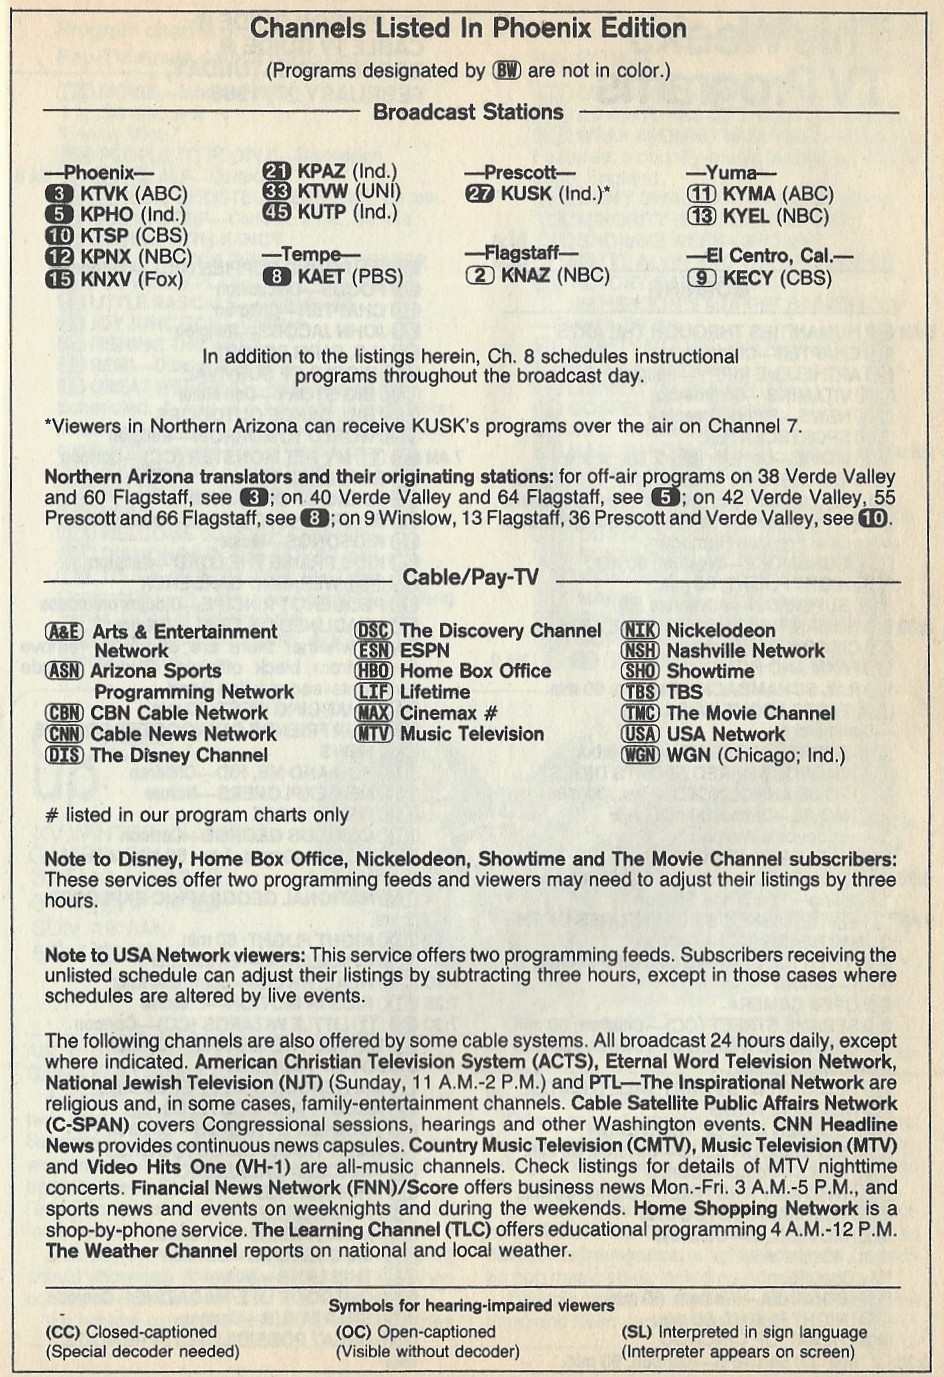 Channels Listed In Phoenix Edition
(Programs designated by BW are not in color.)
Broadcast Stations
—Phoenix—
3 KTVK (ABC)
5 KPHO (Ind.)
10 KTSP (CBS)
12 KPNX (NBC)
15 KNXV (Fox)
21 KPAZ (Ind.)
33 KTVW (UNI)
45 KUTP (Ind.)
—Tempe—
8 KAET (PBS)
—Prescott—
27 KUSK (Ind.)*
—Flagstaff—
2 KNAZ (NBC)
—Yuma—
11 KYMA (ABC)
13 KYEL (NBC)
—El Centro, Cal.—
9 KECY (CBS)
In addition to the listings herein, Ch. 8 schedules instructional
programs throughout the broadcast day.
*Viewers in Northern Arizona can receive KUSK's programs over the air on Channel 7.
Northern Arizona translators and their originating stations: for off-air programs on 38 Verde Valley
and 60 Flagstaff, see 3; on 40 Verde Valley and 64 Flagstaff, see 5; on 42 Verde Valley, 55
Prescott and 66 Flagstaff, see 8; on 9 Winslow, 13 Flagstaff, 36 Prescott and Verde Valley, see 10.
Cable/Pay-TV
A&E Arts & Entertainment
Network
ASN Arizona Sports
Programming Network
CBN CBN Cable Network
CNN Cable News Network
DIS The Disney Channel
DSC The Discovery Channel
ESN ESPN
HBO Home Box Office
LIF Lifetime
MAX Cinemax #
MTV Music Television
NIK Nickelodeon
NSH Nashville Network
SHO Showtime
TBS TBS
TMC The Movie Channel
USA USA Network
WGN WGN (Chicago; Ind.)
# listed in our program charts only
Note to Disney, Home Box Office, Nickelodeon, Showtime and The Movie Channel subscribers:
These services offer two programming feeds and viewers may need to adjust their listings by three
hours.
Note to USA Network viewers: This service offers two programming feeds. Subscribers receiving the
unlisted schedule can adjust their listings by subtracting three hours, except in those cases where
schedules are altered by live events.
The following channels are also offered by some cable systems. All broadcast 24 hours daily, except
where indicated. American Christian Television System (ACTS), Eternal Word Television Network,
National Jewish Television (NJT) (Sunday, 11 A.M.-2 P.M.) and PTL—The Inspirational Network are
religious and, in some cases, family-entertainment channels. Cable Satellite Public Affairs Network
(C-SPAN) covers Congressional sessions, hearings and other Washington events. CNN Headline
News provides continuous news capsules. Country Music Television (CMTV), Music Television (MTV)
and Video Hits One (VH-1) are all-music channels. Check listings for details of MTV nighttime
concerts. Financial News Network (FNN)/Score offers business news Mon.-Fri. 3 A.M.-5 P.M., and
sports news and events on weeknights and during the weekends. Home Shopping Network is a
shop-by-phone service. The Learning Channel (TLC) offers educational programming 4 A.M.-12 P.M.
The Weather Channel reports on national and local weather.
Symbols for hearing-impaired viewers
(CC) Closed-captioned
(Special decoder needed)
(OC) Open-captioned
(Visible without decoder)
(SL) Interpreted in sign language
(Interpreter appears on screen)